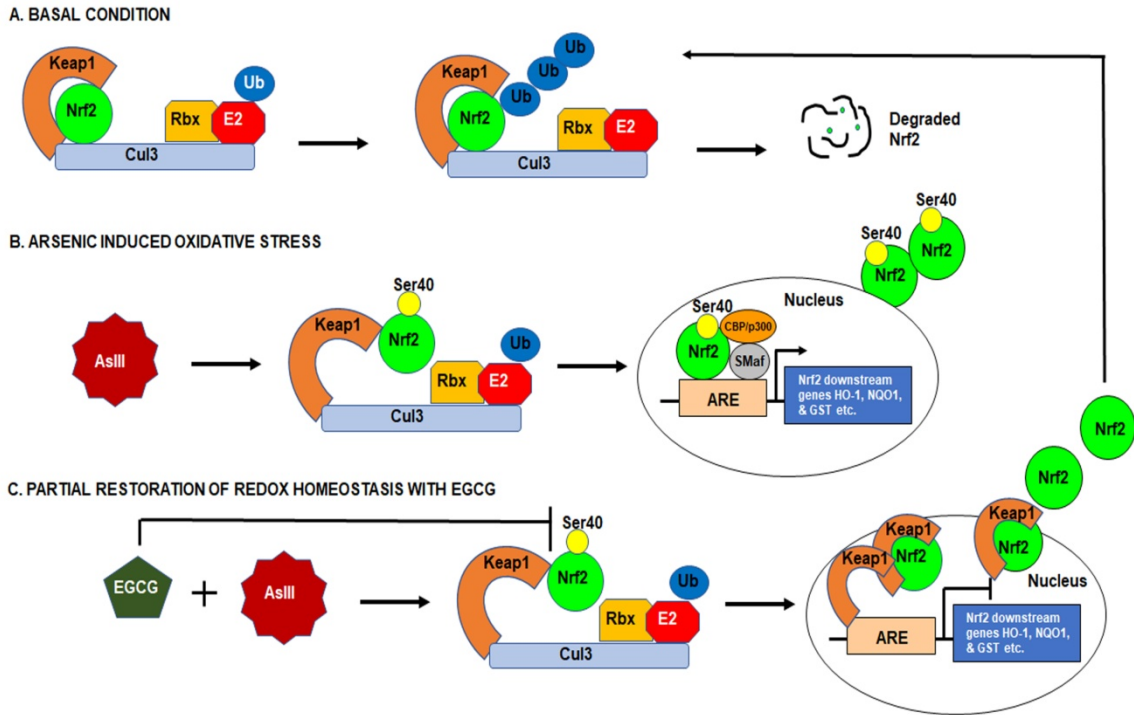 A. BASAL CONDITION
Keap1
Nrf2
Rbx
E2
Ub
Cul3
Keap1
Nrf2
Ub
Ub
Ub
Rbx
E2
Cul3
Degraded
Nrf2
B. ARSENIC INDUCED OXIDATIVE STRESS
AsIII
Keap1
Ser40
Nrf2
Rbx
E2
Ub
Cul3
Ser40
Nrf2
Ser40
Nrf2
Nucleus
Ser40
Nrf2
CBP/p300
SMaf
ARE
Nrf2 downstream
genes HO-1, NQO1,
& GST etc.
C. PARTIAL RESTORATION OF REDOX HOMEOSTASIS WITH EGCG
EGCG
+
AsIII
Keap1
Ser40
Nrf2
Rbx
E2
Ub
Cul3
Nrf2
Nrf2
Keap1
Nrf2
Keap1
Nrf2
Keap1
Nucleus
ARE
Nrf2 downstream
genes HO-1, NQO1,
& GST etc.